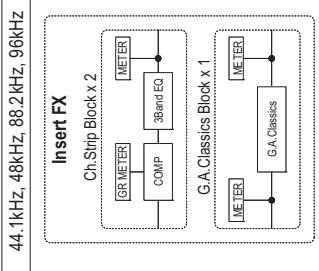 44.1kHz, 48kHz, 88.2kHz, 96kHz
Insert FX
Ch.Strip Block x 2
GR METER
METER
COMP
3Band EQ
G.A.Classics Block x 1
METER
METER
G.A.Classics